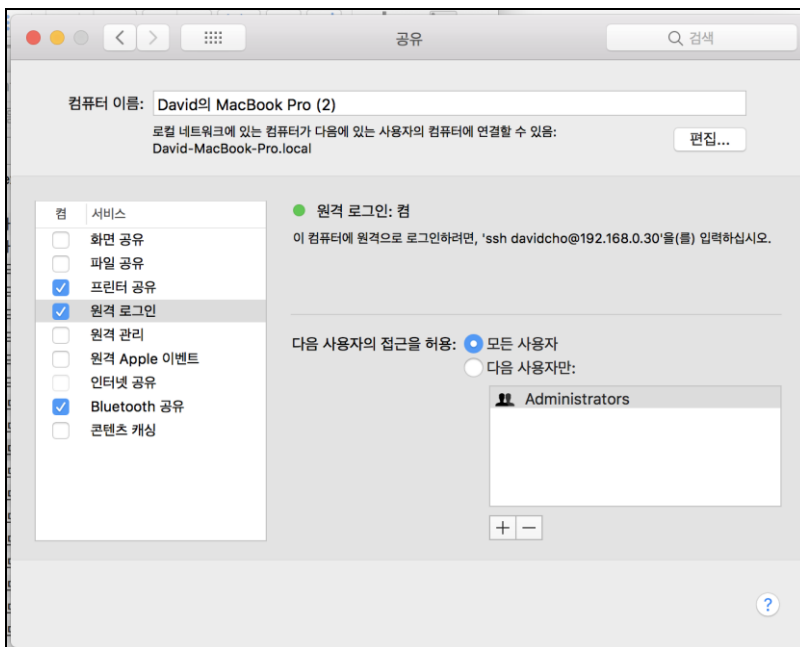 공유
검색
컴퓨터 이름: David의 MacBook Pro (2)
로컬 네트워크에 있는 컴퓨터가 다음에 있는 사용자의 컴퓨터에 연결할 수 있음:
David-MacBook-Pro.local
편집...
켬 서비스
화면 공유
파일 공유
프린터 공유
원격 로그인
원격 관리
원격 Apple 이벤트
인터넷 공유
Bluetooth 공유
콘텐츠 캐싱
원격 로그인: 켬
이 컴퓨터에 원격으로 로그인하려면, 'ssh davidcho@192.168.0.30'을(를) 입력하십시오.
다음 사용자의 접근을 허용: 모든 사용자
다음 사용자만:
Administrators
+ −
?